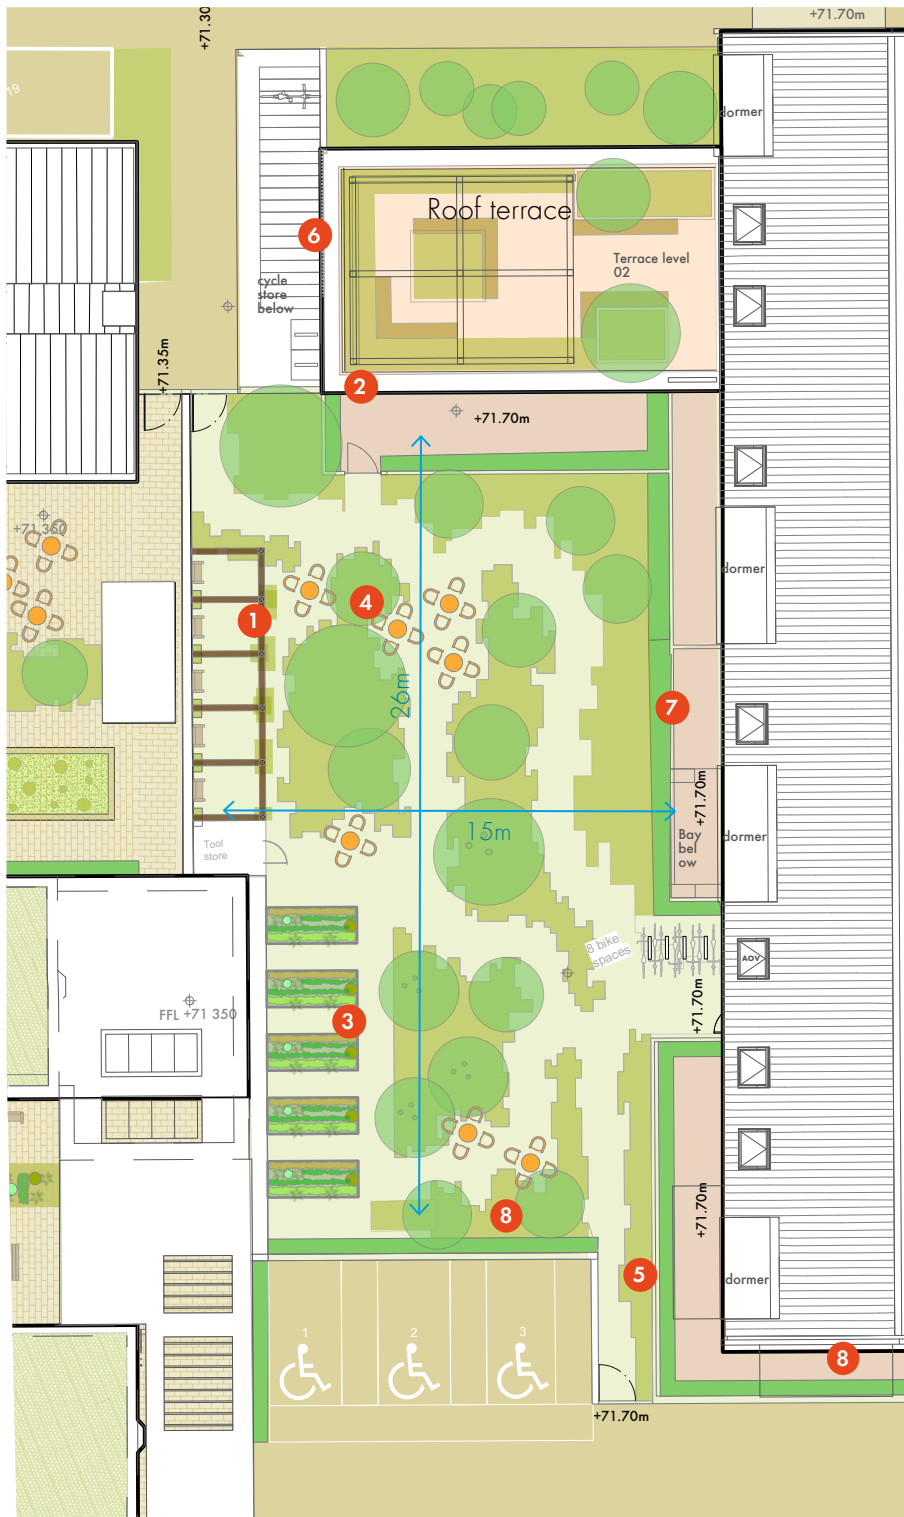 +71.30
+71.70m
19
dormer
Roof terrace
6
Terrace level
02
cycle
store
below
+71.35m
2
+71.70m
+71 350
dormer
4
1
26m
7
+71.70m
15m
Bay
bel
ow
dormer
Tool
store
8 bike
spaces
AOV
+71.70m
FFL +71 350
3
+71.70m
8
5
dormer
1
2
3
8
+71.70m